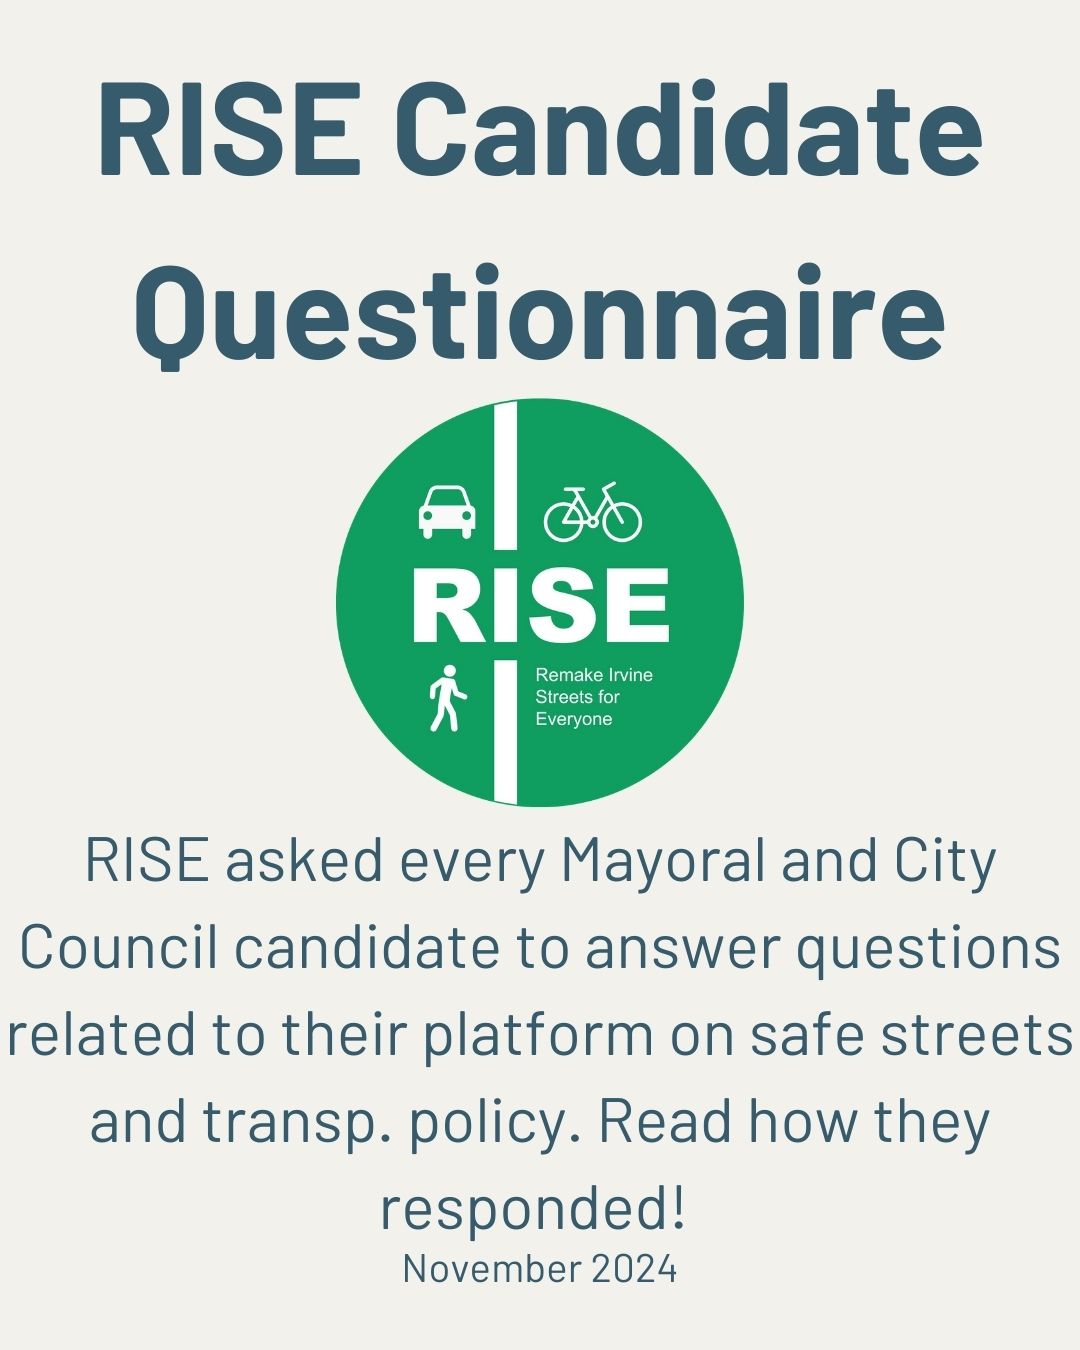 RISE Candidate
Questionnaire
RISE
Remake Irvine
Streets for
Everyone
RISE asked every Mayoral and City
Council candidate to answer questions
related to their platform on safe streets
and transp. policy. Read how they
responded!
November 2024